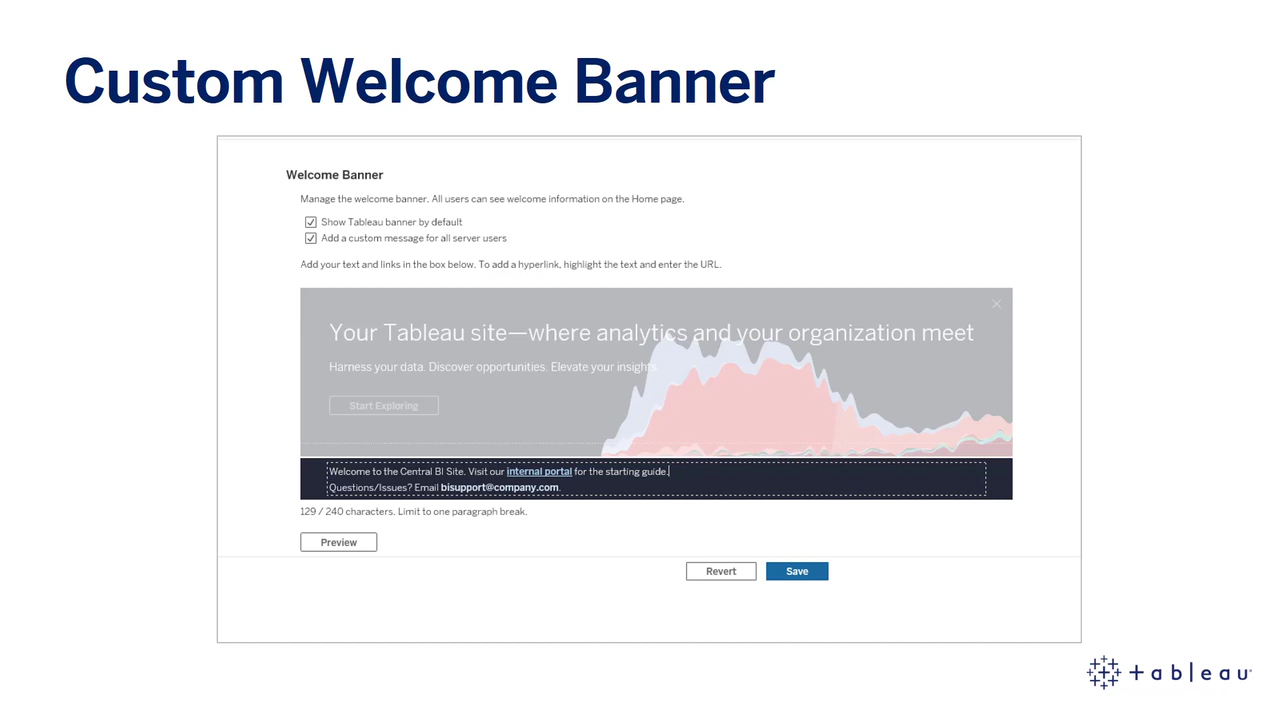 Custom Welcome Banner
Welcome Banner
Manage the welcome banner. All users can see welcome information on the Home page.
Show Tableau banner by default
Add a custom message for all server users
Add your text and links in the box below. To add a hyperlink, highlight the text and enter the URL.
Your Tableau site—where analytics and your organization meet
Harness your data. Discover opportunities. Elevate your insights.
Start Exploring
Welcome to the Central BI Site. Visit our internal portal for the starting guide.
Questions/Issues? Email bisupport@company.com.
129 / 240 characters. Limit to one paragraph break.
Preview
Revert Save
+ a b l e a u